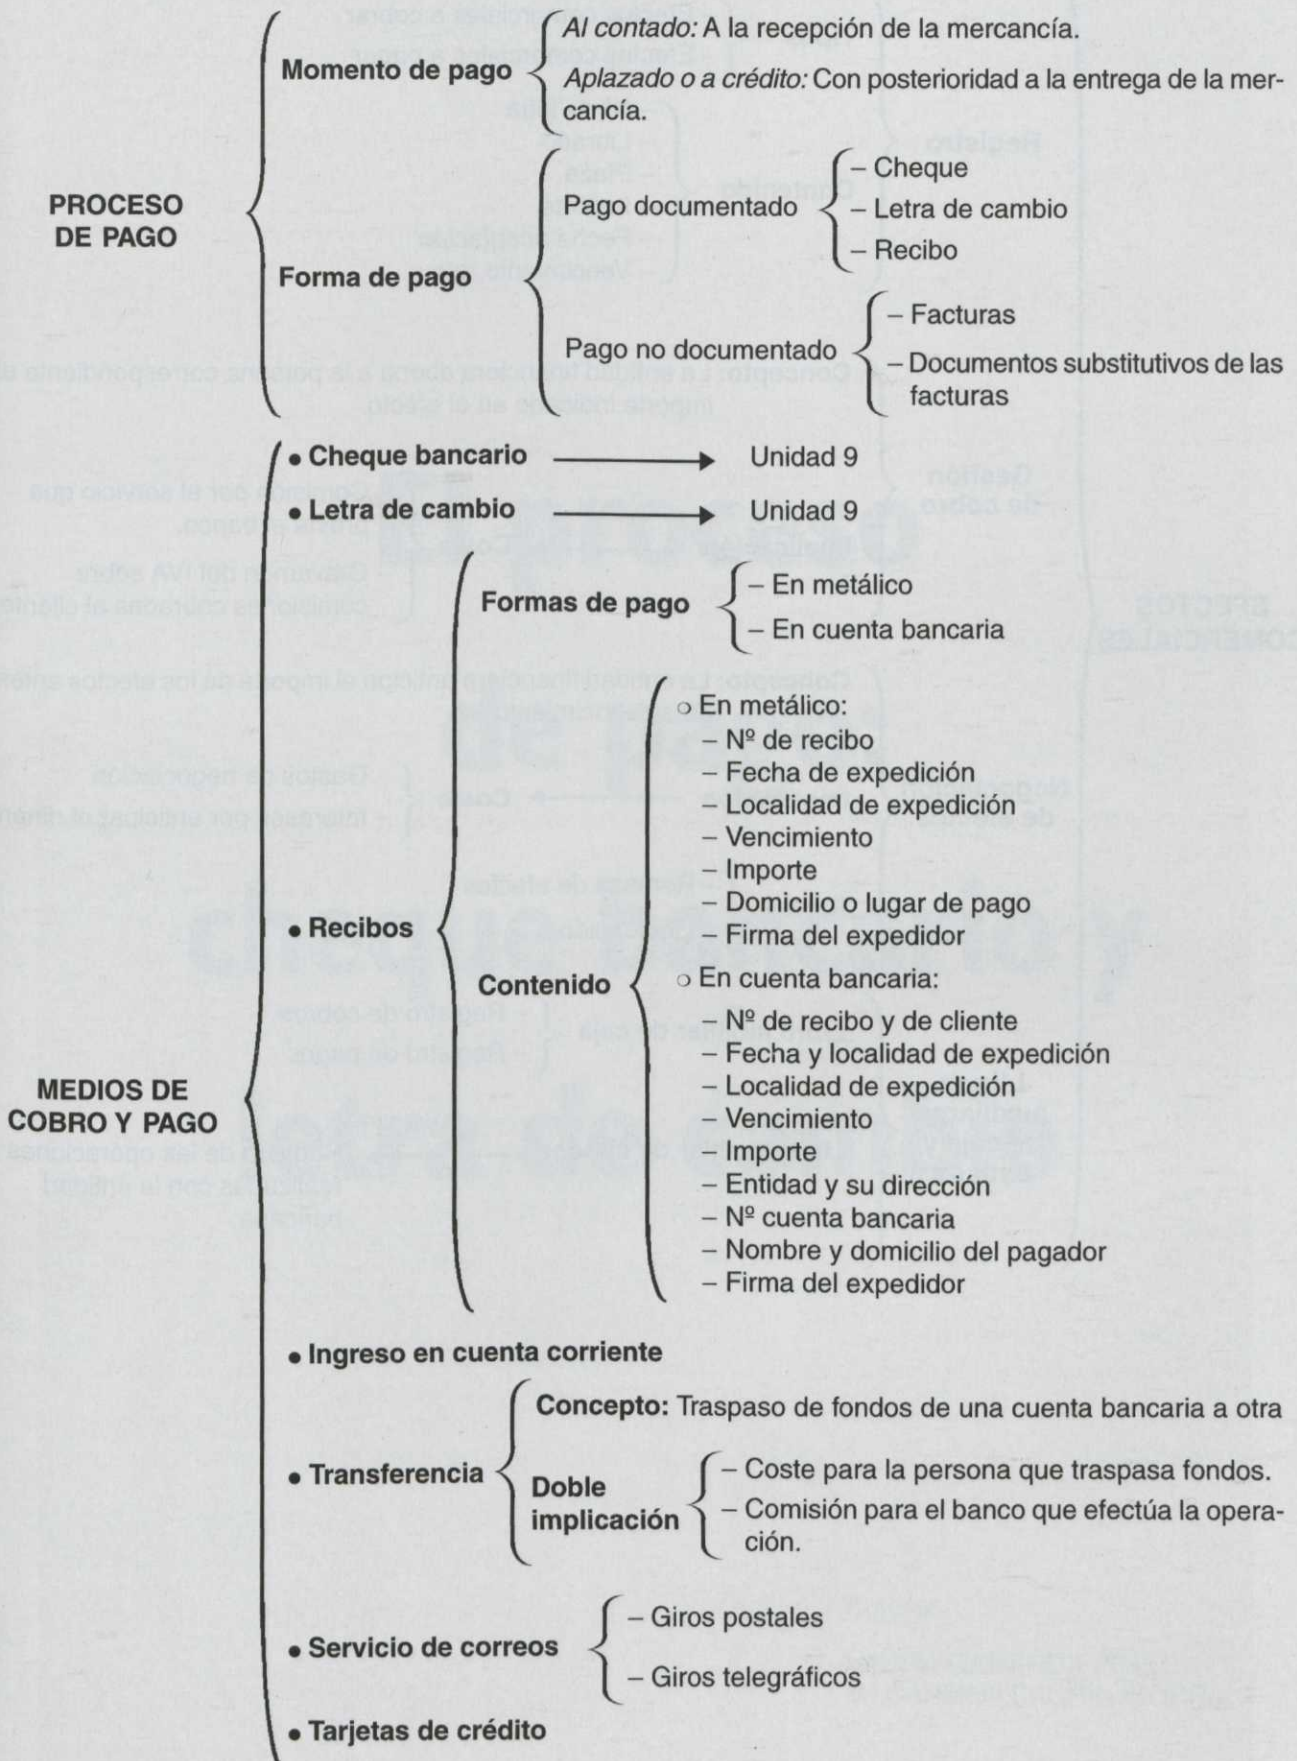 Al contado: A la recepción de la mercancía.
Momento de pago
Aplazado o a crédito: Con posterioridad a la entrega de la mer-
cancía.
PROCESO
DE PAGO
Forma de pago
Pago documentado
– Cheque
– Letra de cambio
– Recibo
Pago no documentado
– Facturas
– Documentos substitutivos de las
facturas
MEDIOS DE
COBRO Y PAGO
● Cheque bancario
Unidad 9
● Letra de cambio
Unidad 9
● Recibos
Formas de pago
– En metálico
– En cuenta bancaria
Contenido
❍ En metálico:
– Nº de recibo
– Fecha de expedición
– Localidad de expedición
– Vencimiento
– Importe
– Domicilio o lugar de pago
– Firma del expedidor
❍ En cuenta bancaria:
– Nº de recibo y de cliente
– Fecha y localidad de expedición
– Localidad de expedición
– Vencimiento
– Importe
– Entidad y su dirección
– Nº cuenta bancaria
– Nombre y domicilio del pagador
– Firma del expedidor
● Ingreso en cuenta corriente
● Transferencia
Concepto: Traspaso de fondos de una cuenta bancaria a otra
Doble
implicación
– Coste para la persona que traspasa fondos.
– Comisión para el banco que efectúa la opera-
ción.
● Servicio de correos
– Giros postales
– Giros telegráficos
● Tarjetas de crédito